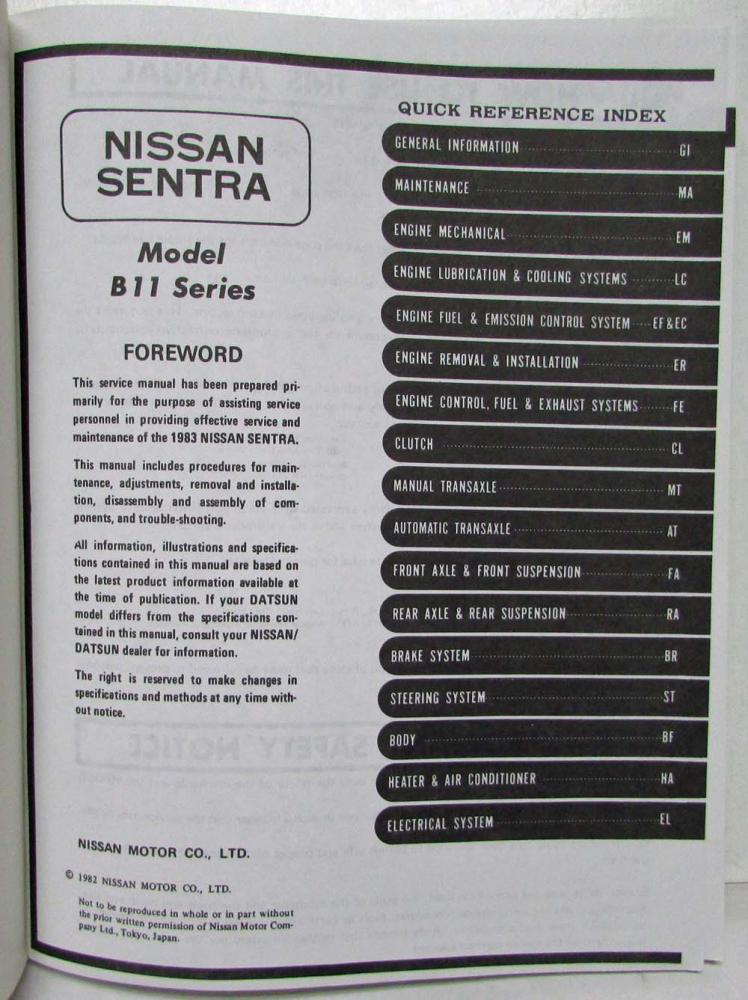 NISSAN
SENTRA
Model
B11 Series
FOREWORD
This service manual has been prepared pri-
marily for the purpose of assisting service
personnel in providing effective service and
maintenance of the 1983 NISSAN SENTRA.
This manual includes procedures for main-
tenance, adjustments, removal and installa-
tion, disassembly and assembly of com-
ponents, and trouble-shooting.
All information, illustrations and specifica-
tions contained in this manual are based on
the latest product information available at
the time of publication. If your DATSUN
model differs from the specifications con-
tained in this manual, consult your NISSAN/
DATSUN dealer for information.
The right is reserved to make changes in
specifications and methods at any time with-
out notice.
NISSAN MOTOR CO., LTD.
© 1982 NISSAN MOTOR CO., LTD.
Not to be reproduced in whole or in part without
the prior written permission of Nissan Motor Com-
pany Ltd., Tokyo, Japan.
QUICK REFERENCE INDEX
GENERAL INFORMATION GI
MAINTENANCE MA
ENGINE MECHANICAL EM
ENGINE LUBRICATION & COOLING SYSTEMS LC
ENGINE FUEL & EMISSION CONTROL SYSTEM EF&EC
ENGINE REMOVAL & INSTALLATION ER
ENGINE CONTROL, FUEL & EXHAUST SYSTEMS FE
CLUTCH CL
MANUAL TRANSAXLE MT
AUTOMATIC TRANSAXLE AT
FRONT AXLE & FRONT SUSPENSION FA
REAR AXLE & REAR SUSPENSION RA
BRAKE SYSTEM BR
STEERING SYSTEM ST
BODY BF
HEATER & AIR CONDITIONER HA
ELECTRICAL SYSTEM EL